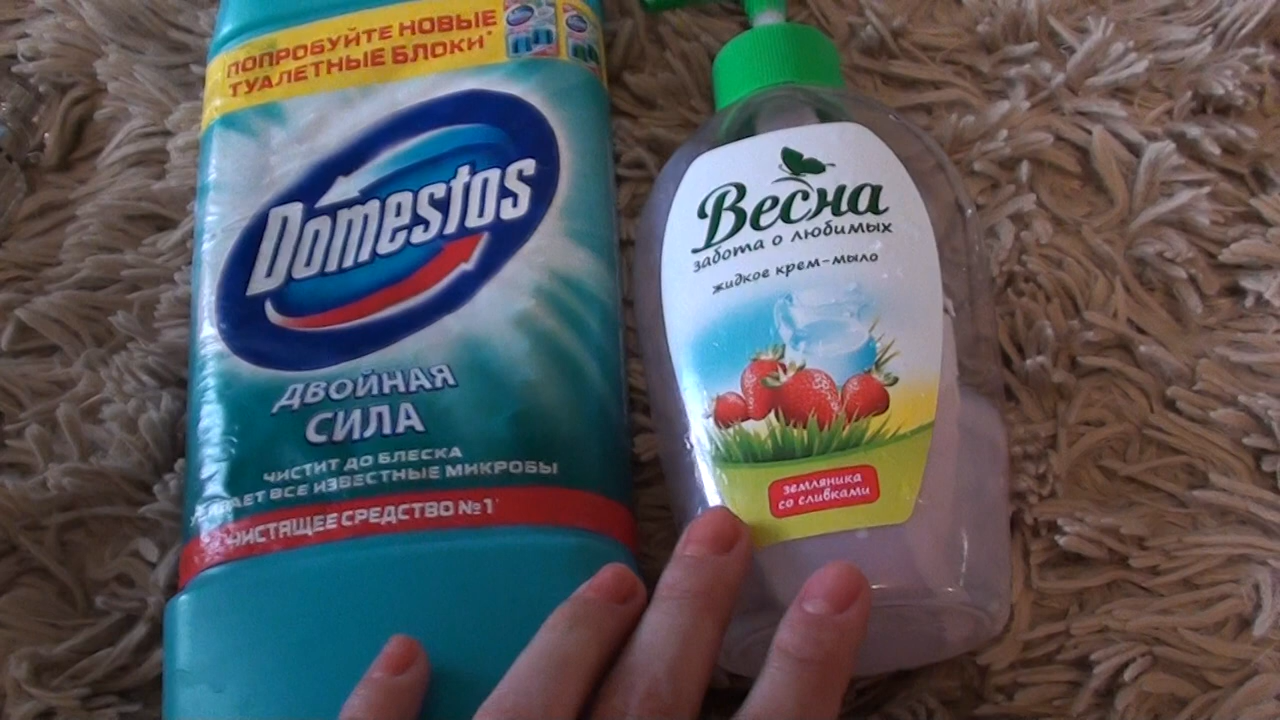 ПОПРОБУЙТЕ НОВЫЕ
ТУАЛЕТНЫЕ БЛОКИ*
Domestos
ДВОЙНАЯ
СИЛА
ЧИСТИТ ДО БЛЕСКА
ВСЕ ИЗВЕСТНЫЕ МИКРОБЫ
ЧИСТЯЩЕЕ СРЕДСТВО №1*
Весна
забота о любимых
жидкое крем-мыло
земляника
со сливками